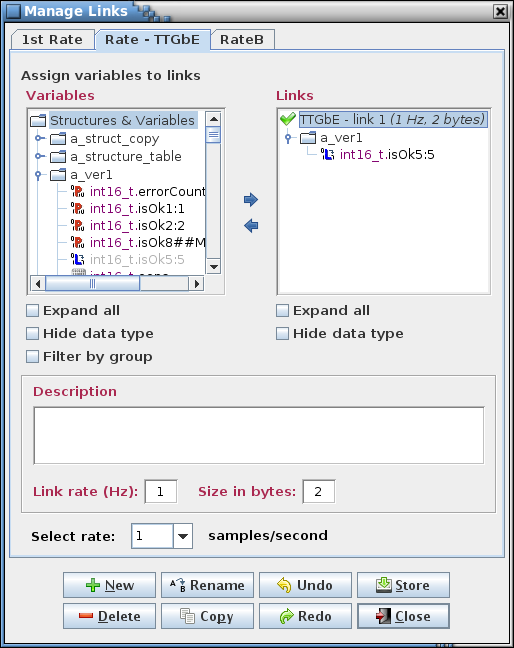 Manage Links
1st Rate
Rate - TTGbE
RateB
Assign variables to links
Variables
Links
Structures & Variables
a_struct_copy
a_structure_table
a_ver1
int16_t.errorCount
int16_t.isOk1:1
int16_t.isOk2:2
int16_t.isOk8##M
int16_t.isOk5:5
TTGbE - link 1 (1 Hz, 2 bytes)
a_ver1
int16_t.isOk5:5
Expand all
Hide data type
Filter by group
Expand all
Hide data type
Description
Link rate (Hz): 1
Size in bytes: 2
Select rate: 1 samples/second
New
Rename
Undo
Store
Delete
Copy
Redo
Close